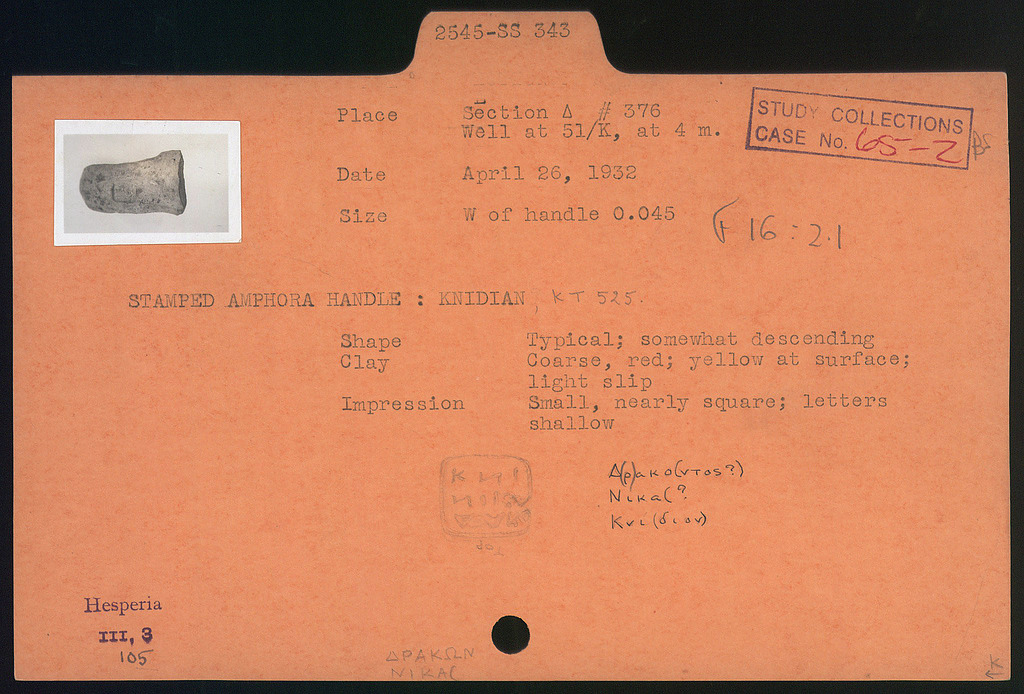 2545-SS 343
Place Section Δ # 376
Well at 51/K, at 4 m.
STUDY COLLECTIONS
CASE No. 65-2
Date April 26, 1932
Size W of handle 0.045
F 16:2.1
STAMPED AMPHORA HANDLE : KNIDIAN, KT 525.
Shape Typical; somewhat descending
Clay Coarse, red; yellow at surface;
light slip
Impression Small, nearly square; letters
shallow
Δ(ρ)ακο(ντος?)
Νικα(?
Κνι(διον)
Hesperia
III, 3
105
ΔΡΑΚΩΝ
ΝΙΚΑ(
K